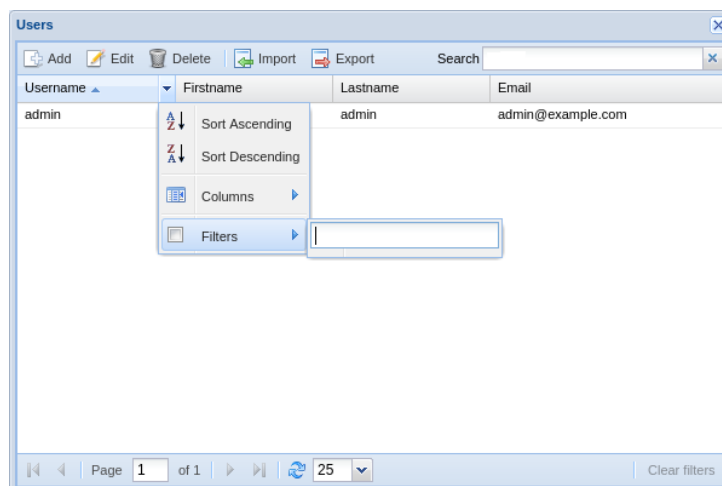 Users
Add Edit Delete Import Export Search
Username Firstname Lastname Email
admin admin admin@example.com
Sort Ascending
Sort Descending
Columns
Filters
Page 1 of 1 25 Clear filters